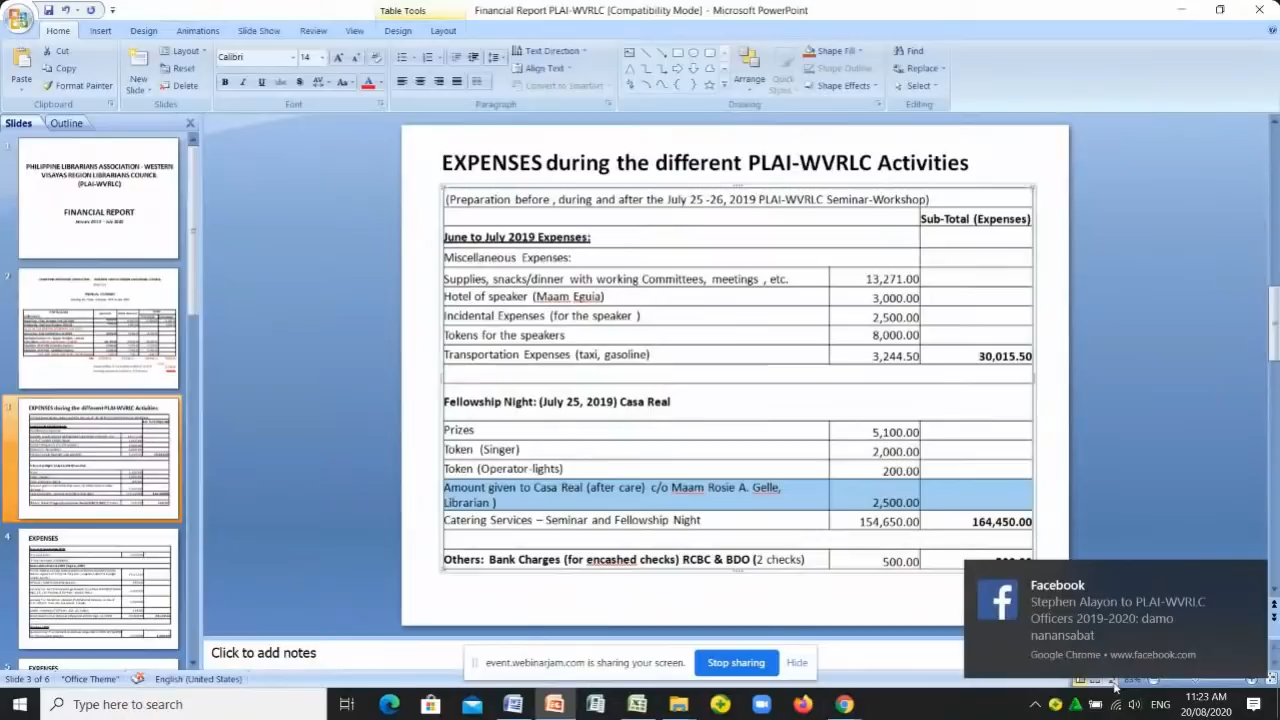 Table Tools
Financial Report PLAI-WVRLC [Compatibility Mode] - Microsoft PowerPoint
Home Insert Design Animations Slide Show Review View Design Layout
Paste
Cut
Copy
Format Painter
Clipboard
New Slide
Layout
Reset
Delete
Slides
Calibri 14
B I U abc S AV Aa A
Font
Text Direction
Align Text
Convert to SmartArt
Paragraph
Arrange
Quick Styles
Shape Fill
Shape Outline
Shape Effects
Drawing
Find
Replace
Select
Editing
Slides Outline
1
PHILIPPINE LIBRARIANS ASSOCIATION - WESTERN
VISAYAS REGION LIBRARIANS COUNCIL
(PLAI-WVRLC)
FINANCIAL REPORT
2
3
EXPENSES during the different PLAI-WVRLC Activities
4
EXPENSES
5
EXPENSES
EXPENSES during the different PLAI-WVRLC Activities
(Preparation before , during and after the July 25 -26, 2019 PLAI-WVRLC Seminar-Workshop)
Sub-Total (Expenses)
June to July 2019 Expenses:
Miscellaneous Expenses:
Supplies, snacks/dinner with working Committees, meetings , etc. 13,271.00
Hotel of speaker (Maam Eguia) 3,000.00
Incidental Expenses (for the speaker ) 2,500.00
Tokens for the speakers 8,000.00
Transportation Expenses (taxi, gasoline) 3,244.50 30,015.50
Fellowship Night: (July 25, 2019) Casa Real
Prizes 5,100.00
Token (Singer) 2,000.00
Token (Operator-lights) 200.00
Amount given to Casa Real (after care) c/o Maam Rosie A. Gelle,
Librarian ) 2,500.00
Catering Services – Seminar and Fellowship Night 154,650.00 164,450.00
Others: Bank Charges (for encashed checks) RCBC & BDO (2 checks) 500.00
Facebook
Stephen Alayon to PLAI-WVRLC
Officers 2019-2020: damo
nanansabat
Google Chrome • www.facebook.com
Click to add notes
event.webinarjam.com is sharing your screen. Stop sharing Hide
Slide 3 of 6 "Office Theme" English (United States) 83%
Type here to search
ENG
11:23 AM
20/08/2020